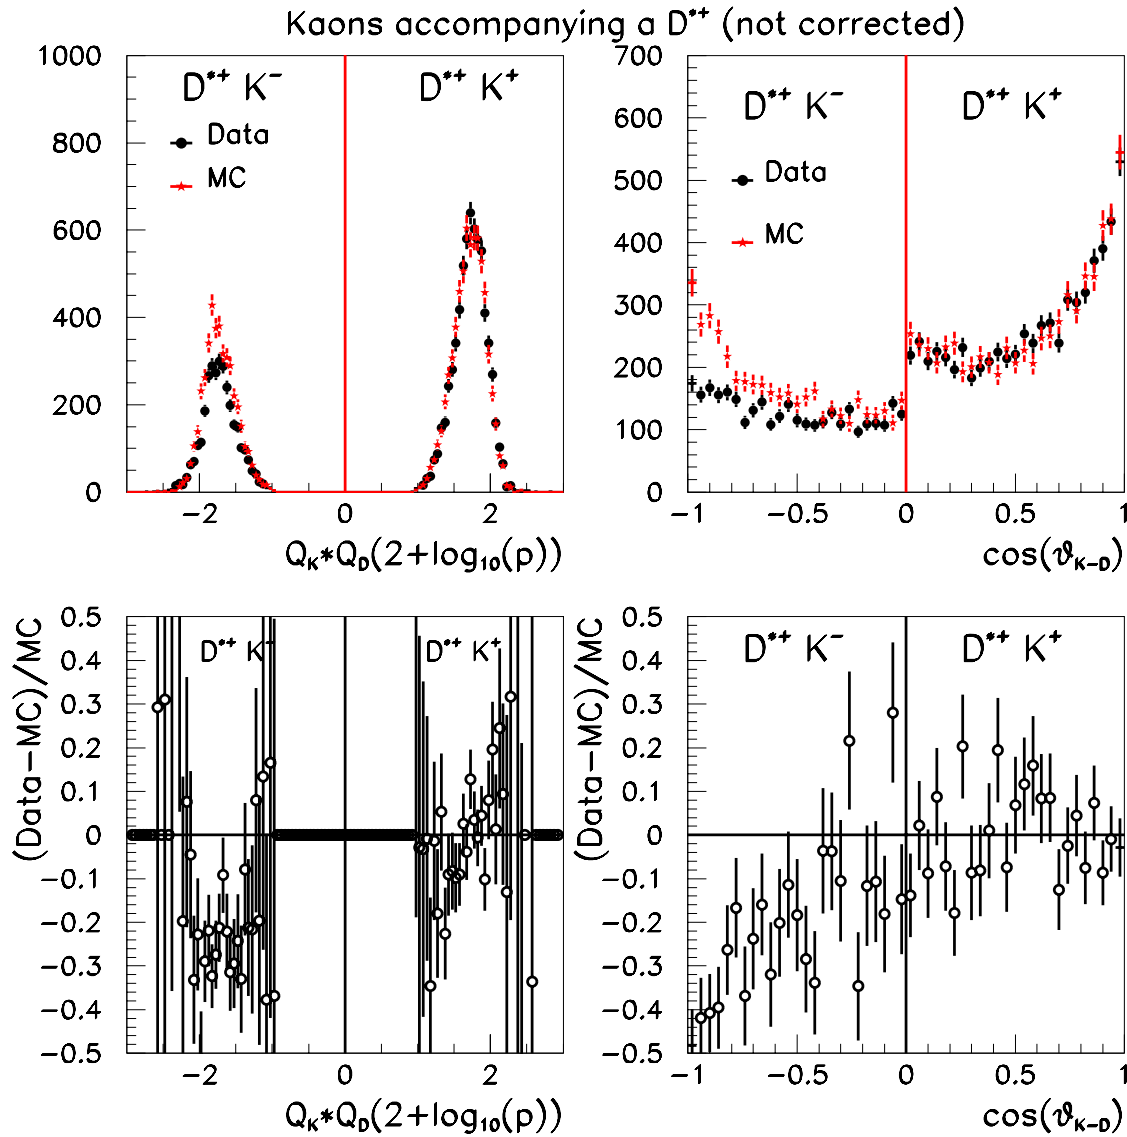 Kaons accompanying a D*+ (not corrected)
1000
800
600
400
200
0
D*+ K−
D*+ K+
Data
MC
−2 0 2
Q_K*Q_D(2+log_10(p))
700
600
500
400
300
200
100
0
D*+ K−
D*+ K+
Data
MC
−1 −0.5 0 0.5 1
cos(ϑ_K−D)
(Data−MC)/MC
0.5
0.4
0.3
0.2
0.1
0
−0.1
−0.2
−0.3
−0.4
−0.5
D*+ K−
D*+ K+
−2 0 2
Q_K*Q_D(2+log_10(p))
(Data−MC)/MC
0.5
0.4
0.3
0.2
0.1
0
−0.1
−0.2
−0.3
−0.4
−0.5
D*+ K−
D*+ K+
−1 −0.5 0 0.5 1
cos(ϑ_K−D)